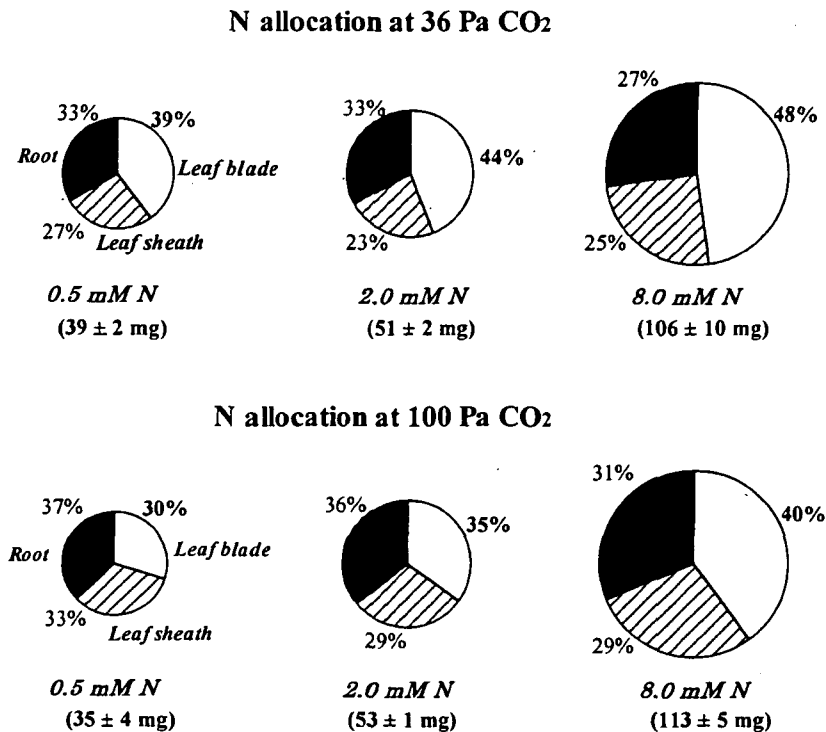 N allocation at 36 Pa CO2
33%
39%
Root
Leaf blade
27%
Leaf sheath
0.5 mM N
(39 ± 2 mg)
33%
44%
23%
2.0 mM N
(51 ± 2 mg)
27%
48%
25%
8.0 mM N
(106 ± 10 mg)
N allocation at 100 Pa CO2
37%
30%
Root
Leaf blade
33%
Leaf sheath
0.5 mM N
(35 ± 4 mg)
36%
35%
29%
2.0 mM N
(53 ± 1 mg)
31%
40%
29%
8.0 mM N
(113 ± 5 mg)